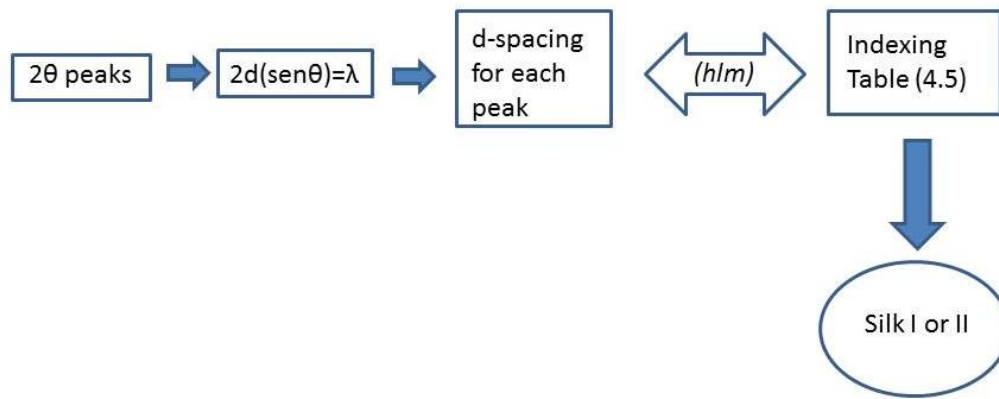 2θ peaks
2d(senθ)=λ
d-spacing
for each
peak
(hlm)
Indexing
Table (4.5)
Silk I or II